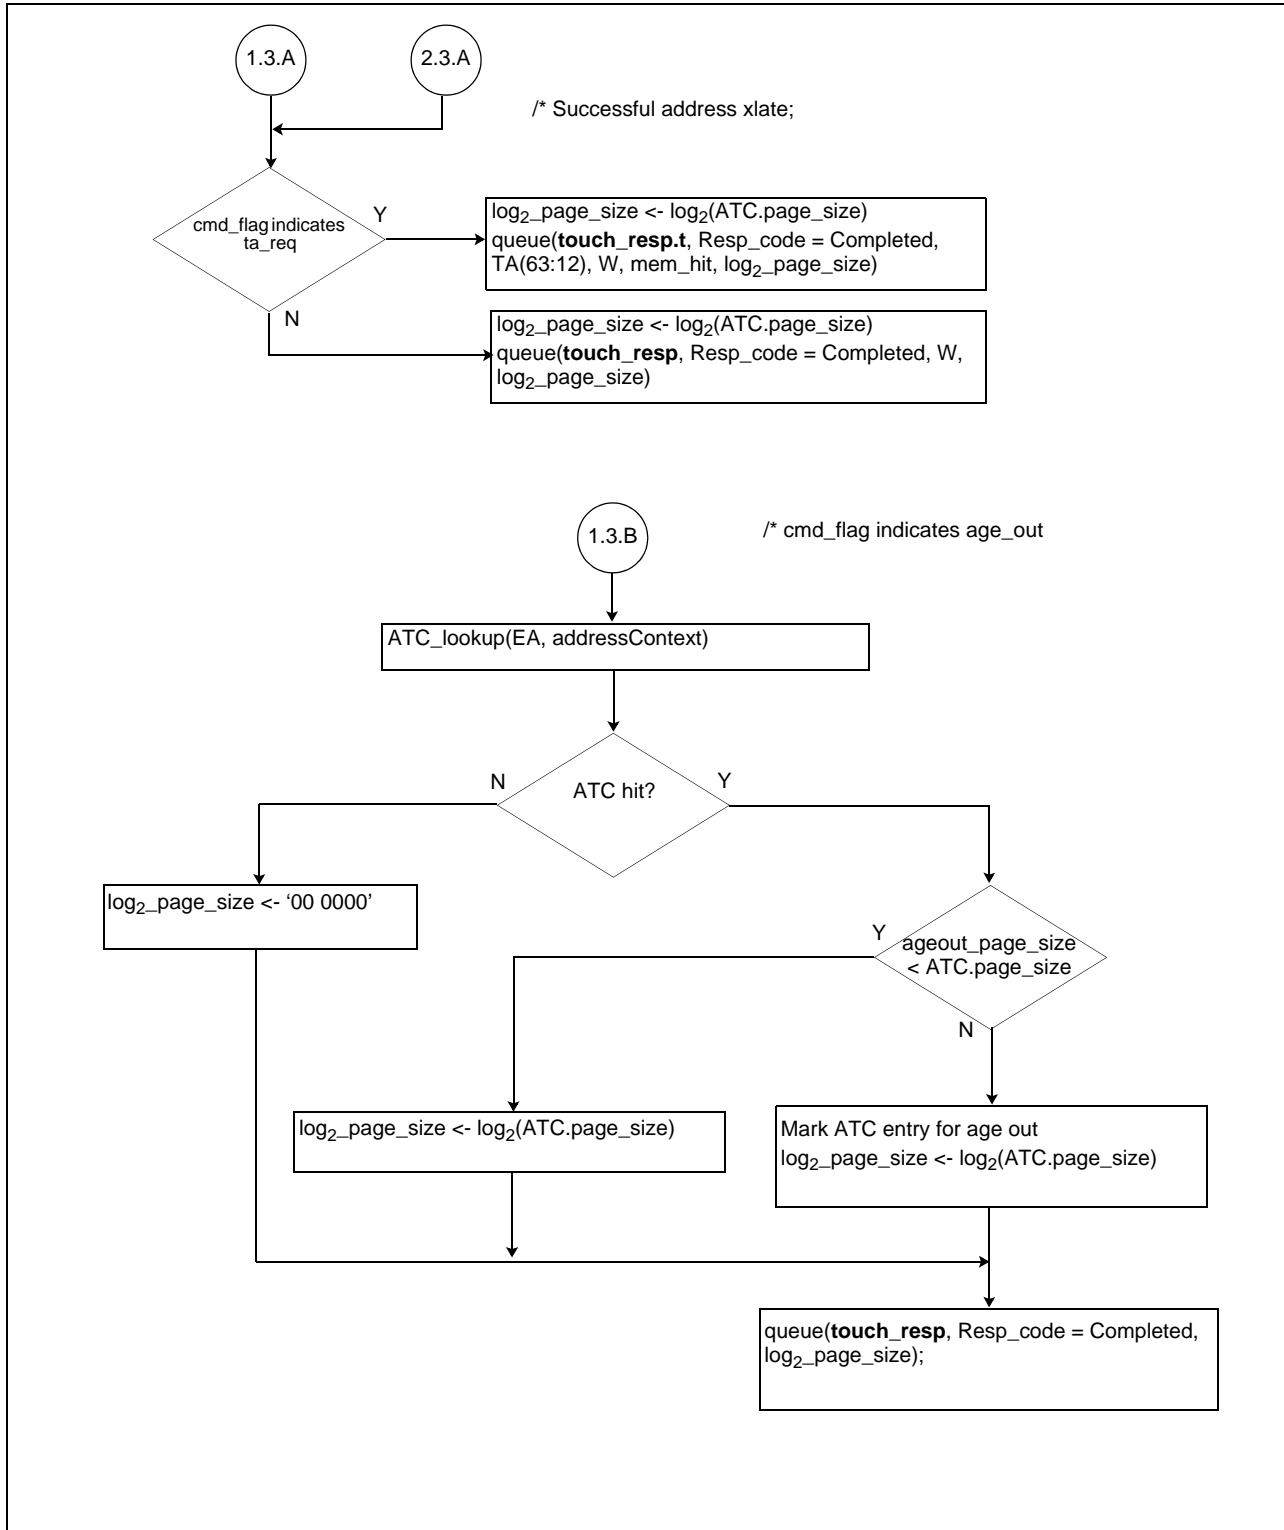 1.3.A
2.3.A
/* Successful address xlate;
cmd_flag indicates
ta_req
Y
log2_page_size <- log2(ATC.page_size)
queue(touch_resp.t, Resp_code = Completed,
TA(63:12), W, mem_hit, log2_page_size)
N
log2_page_size <- log2(ATC.page_size)
queue(touch_resp, Resp_code = Completed, W,
log2_page_size)
1.3.B
/* cmd_flag indicates age_out
ATC_lookup(EA, addressContext)
N
ATC hit?
Y
log2_page_size <- ‘00 0000’
Y
ageout_page_size
< ATC.page_size
N
log2_page_size <- log2(ATC.page_size)
Mark ATC entry for age out
log2_page_size <- log2(ATC.page_size)
queue(touch_resp, Resp_code = Completed,
log2_page_size);